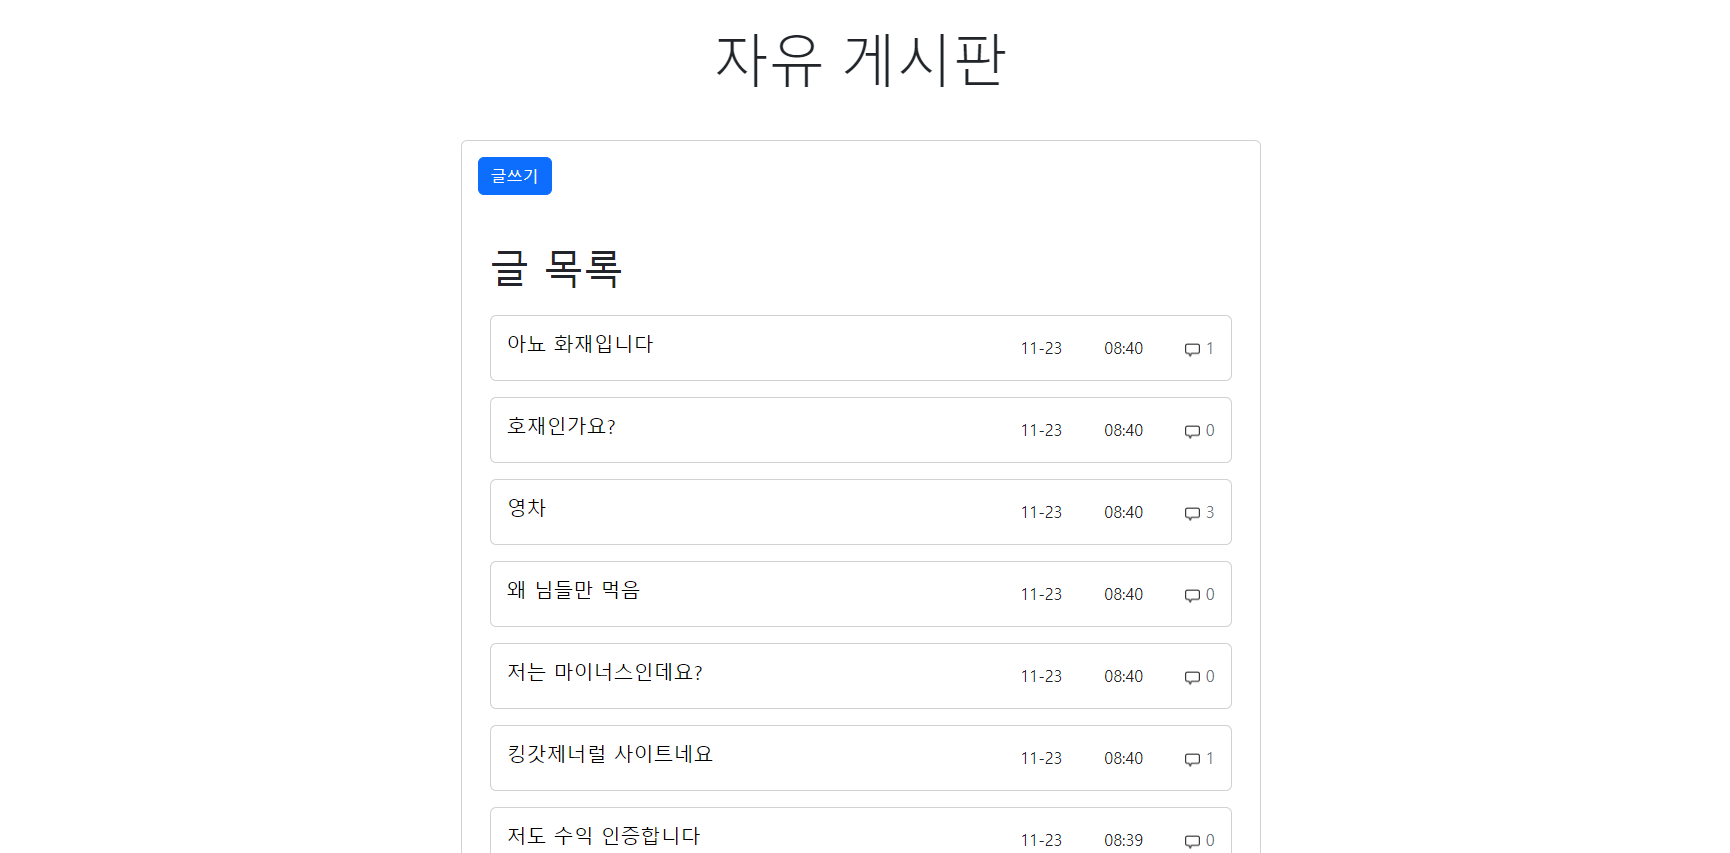 자유 게시판
글쓰기
글 목록
아뇨 화재입니다 11-23 08:40 1
호재인가요? 11-23 08:40 0
영차 11-23 08:40 3
왜 님들만 먹음 11-23 08:40 0
저는 마이너스인데요? 11-23 08:40 0
킹갓제너럴 사이트네요 11-23 08:40 1
저도 수익 인증합니다 11-23 08:39 0